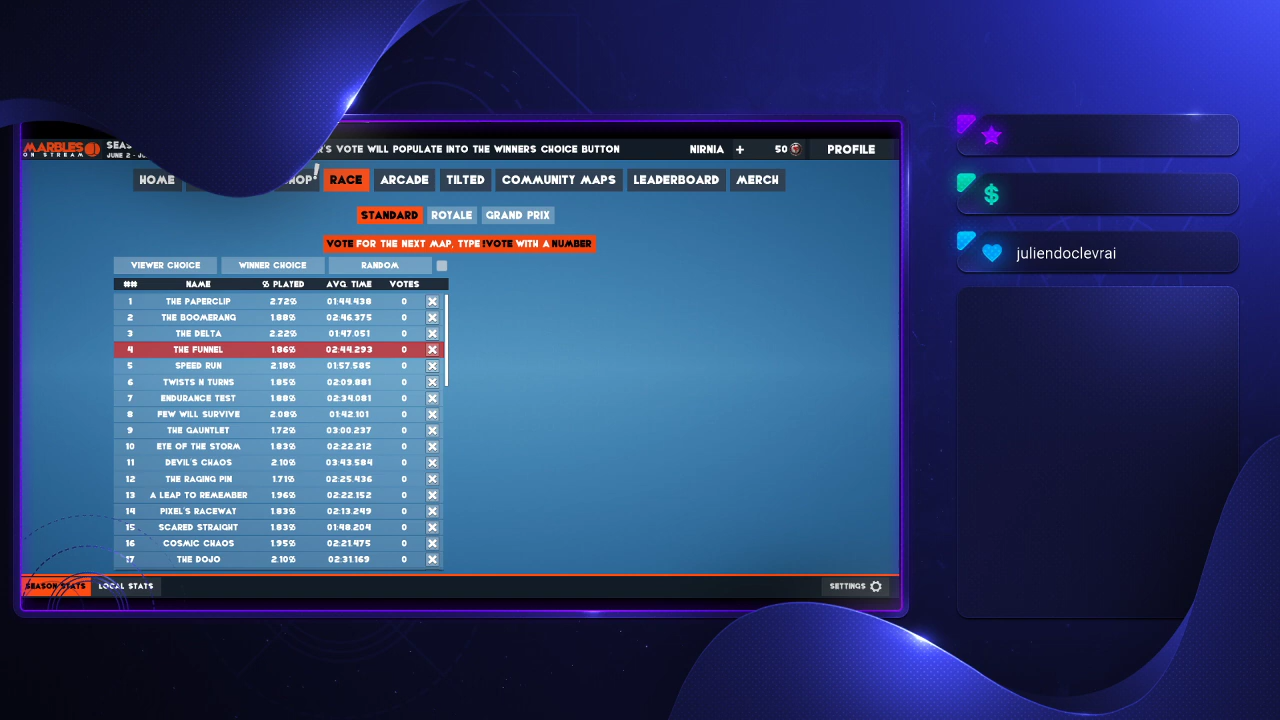 MARBLES
ON STREAM
SEAS
JUNE 2 - JU
'S VOTE WILL POPULATE INTO THE WINNERS CHOICE BUTTON
NIRNIA + 50 PROFILE
HOME HOP! RACE ARCADE TILTED COMMUNITY MAPS LEADERBOARD MERCH
STANDARD ROYALE GRAND PRIX
VOTE FOR THE NEXT MAP, TYPE !VOTE WITH A NUMBER
VIEWER CHOICE WINNER CHOICE RANDOM
## NAME % PLAYED AVG. TIME VOTES
1 THE PAPERCLIP 2.72% 01:44.438 0
2 THE BOOMERANG 1.88% 02:46.375 0
3 THE DELTA 2.22% 01:47.051 0
4 THE FUNNEL 1.86% 02:44.293 0
5 SPEED RUN 2.18% 01:57.585 0
6 TWISTS N TURNS 1.85% 02:09.881 0
7 ENDURANCE TEST 1.88% 02:34.081 0
8 FEW WILL SURVIVE 2.08% 01:42.101 0
9 THE GAUNTLET 1.72% 03:00.237 0
10 EYE OF THE STORM 1.83% 02:22.212 0
11 DEVIL'S CHAOS 2.10% 03:43.584 0
12 THE RAGING PIN 1.71% 02:25.436 0
13 A LEAP TO REMEMBER 1.96% 02:22.152 0
14 PIXEL'S RACEWAY 1.83% 02:13.249 0
15 SCARED STRAIGHT 1.83% 01:48.204 0
16 COSMIC CHAOS 1.95% 02:21.475 0
17 THE DOJO 2.10% 02:31.169 0
SEASON STATS LOCAL STATS SETTINGS
$
juliendoclevrai